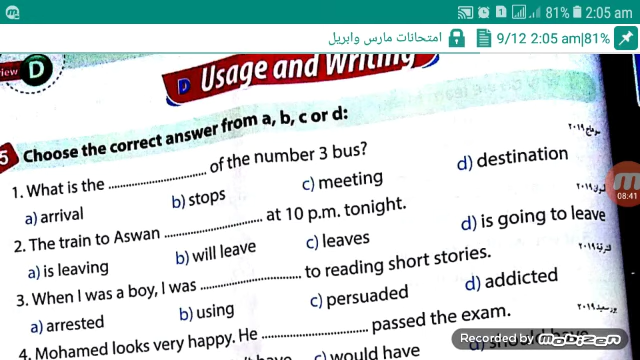 81% 2:05 am
امتحانات مارس وابريل 9/12 2:05 am|81%
D
D Usage and Writing
5 Choose the correct answer from a, b, c or d:
1. What is the .................... of the number 3 bus?
a) arrival b) stops c) meeting d) destination
2. The train to Aswan .................... at 10 p.m. tonight.
a) is leaving b) will leave c) leaves d) is going to leave
3. When I was a boy, I was .................... to reading short stories.
a) arrested b) using c) persuaded d) addicted
4. Mohamed looks very happy. He .................... passed the exam.
c) would have d) should have
08:41
Recorded by mobizen